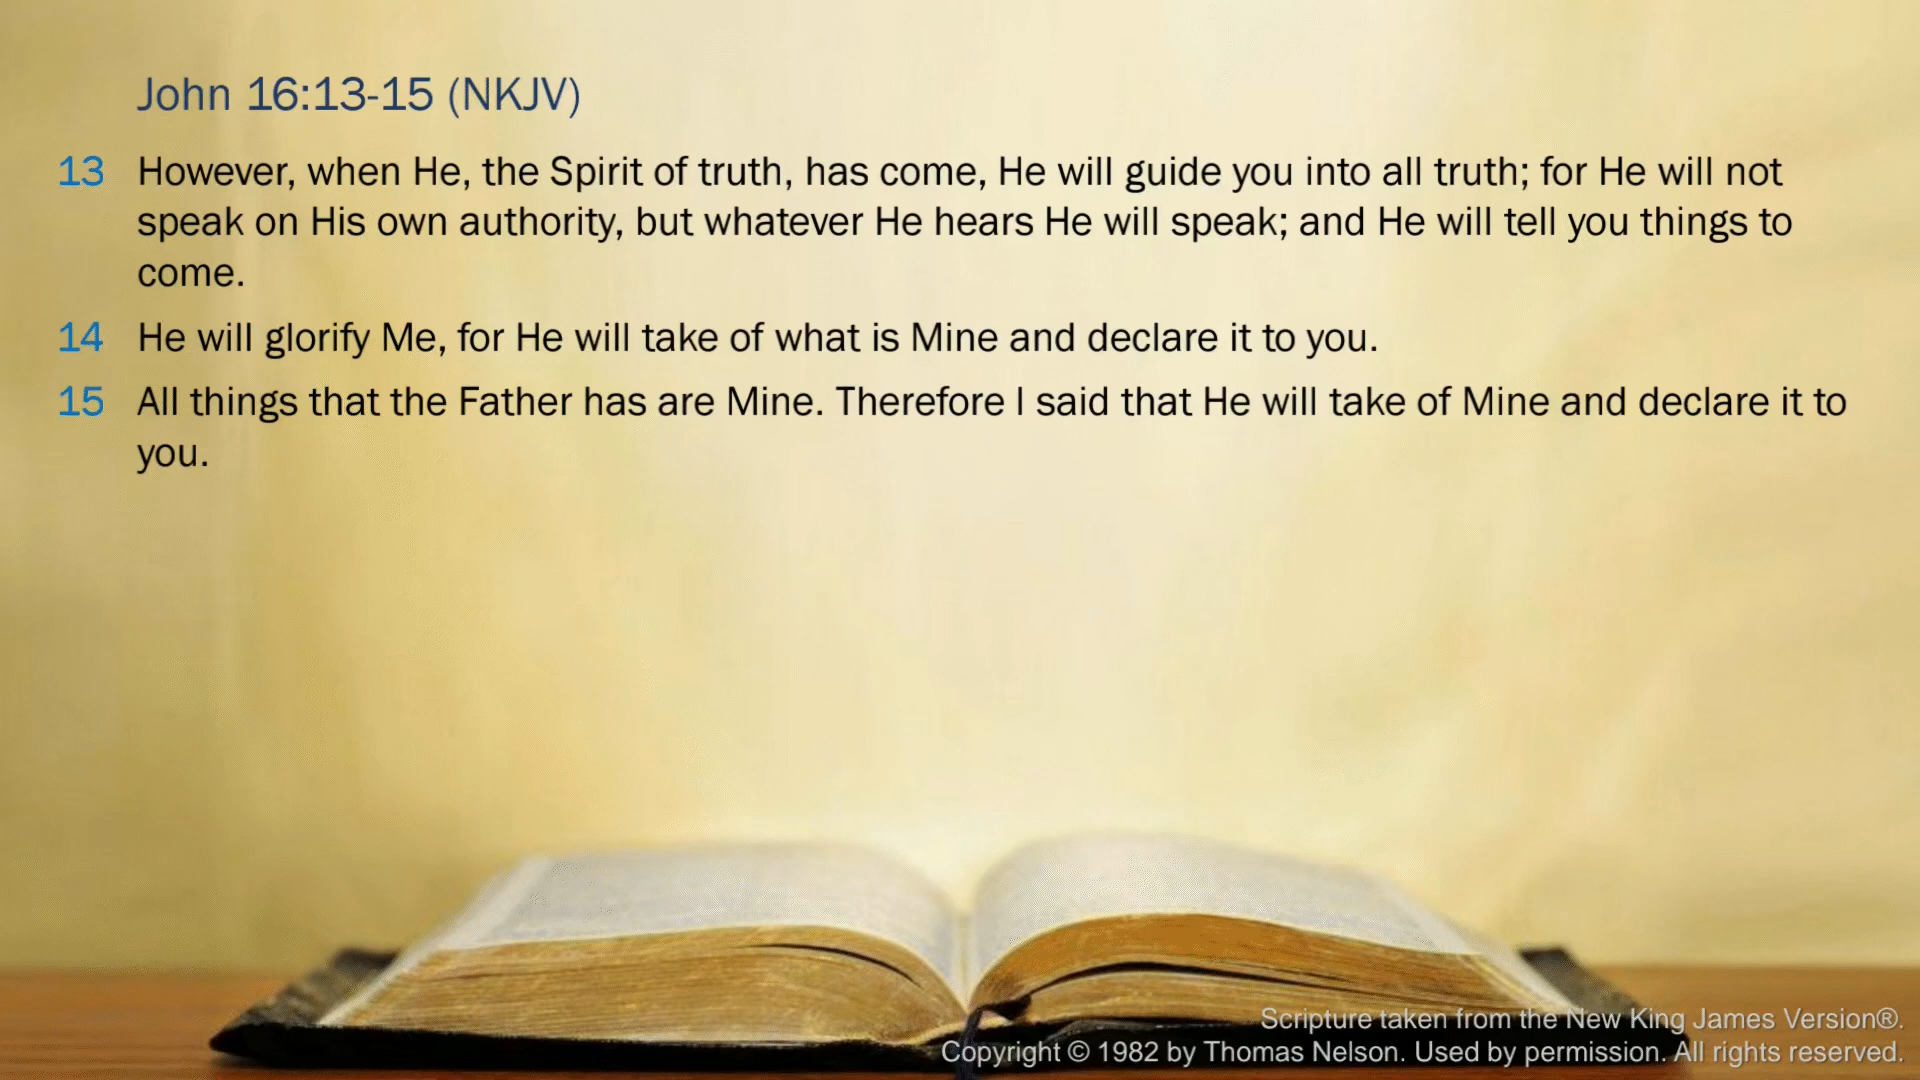 John 16:13-15 (NKJV)
13 However, when He, the Spirit of truth, has come, He will guide you into all truth; for He will not
speak on His own authority, but whatever He hears He will speak; and He will tell you things to
come.
14 He will glorify Me, for He will take of what is Mine and declare it to you.
15 All things that the Father has are Mine. Therefore I said that He will take of Mine and declare it to
you.
Scripture taken from the New King James Version®.
Copyright © 1982 by Thomas Nelson. Used by permission. All rights reserved.